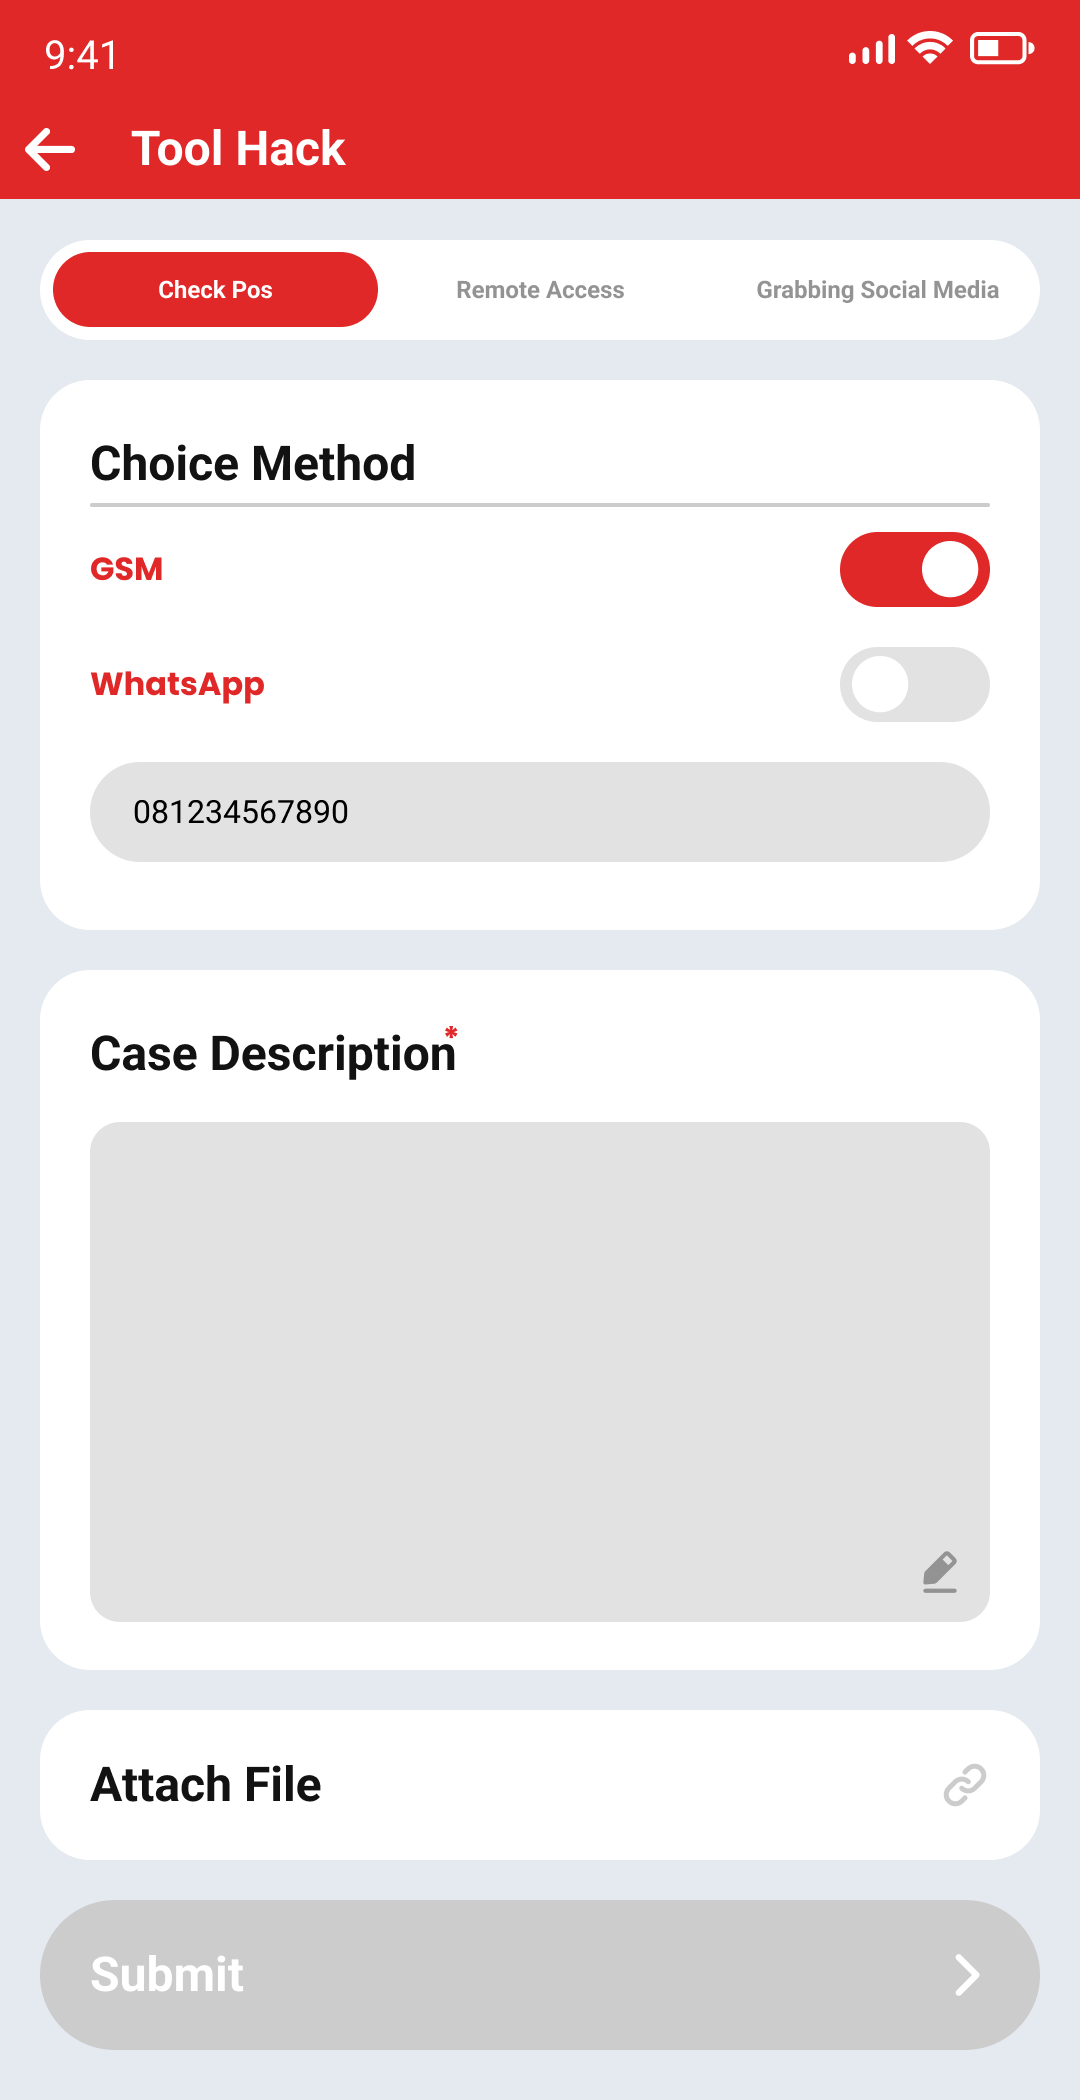 9:41
Tool Hack
Check Pos
Remote Access
Grabbing Social Media
Choice Method
GSM
WhatsApp
081234567890
Case Description*
Attach File
Submit